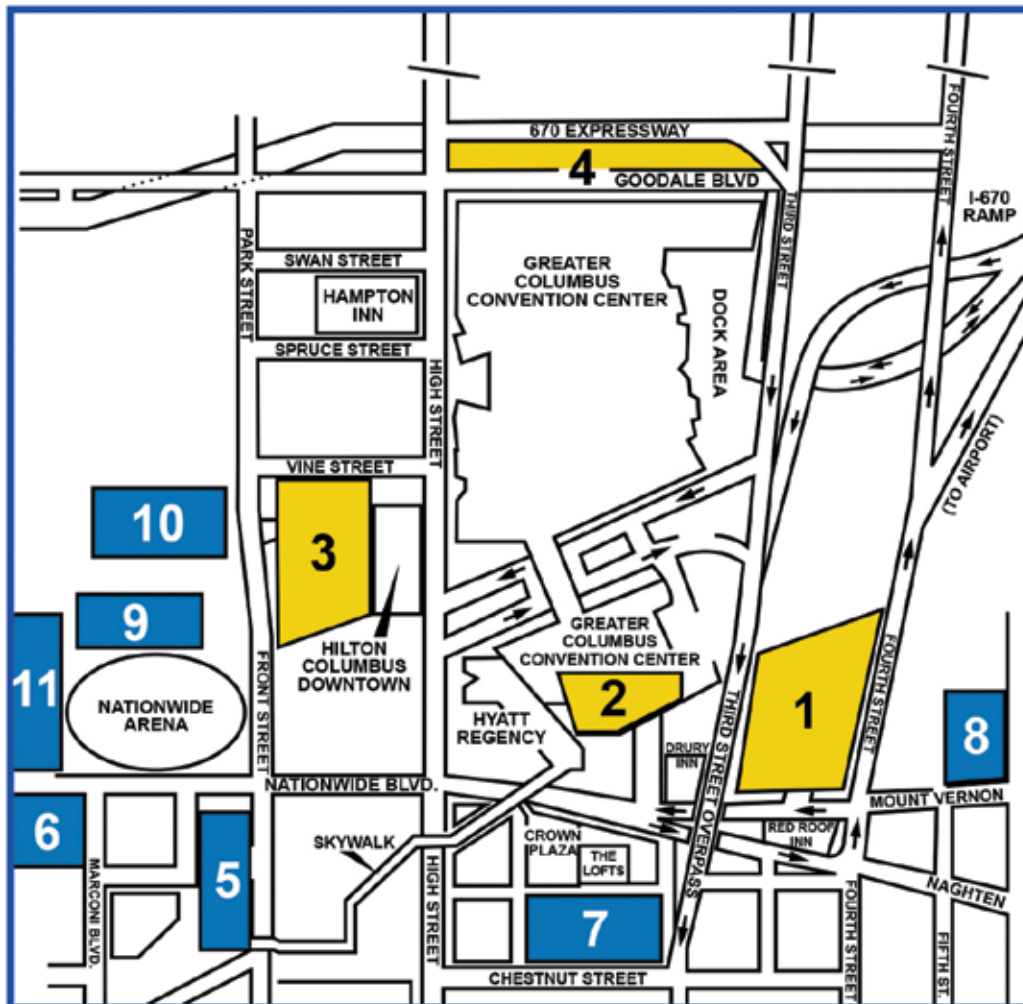 670 EXPRESSWAY
4
GOODALE BLVD
FOURTH STREET
I-670
RAMP
THIRD STREET
PARK STREET
SWAN STREET
HAMPTON
INN
SPRUCE STREET
GREATER
COLUMBUS
CONVENTION CENTER
DOCK AREA
HIGH STREET
VINE STREET
(TO AIRPORT)
10
3
9
11
NATIONWIDE
ARENA
FRONT STREET
HILTON
COLUMBUS
DOWNTOWN
GREATER
COLUMBUS
CONVENTION CENTER
HYATT
REGENCY
2
1
THIRD STREET OVERPASS
FOURTH STREET
8
DRURY
INN
NATIONWIDE BLVD.
MOUNT VERNON
6
5
SKYWALK
CROWN
PLAZA
THE
LOFTS
RED ROOF
INN
NAGHTEN
MARCONI BLVD.
HIGH STREET
7
FOURTH STREET
FIFTH ST.
CHESTNUT STREET